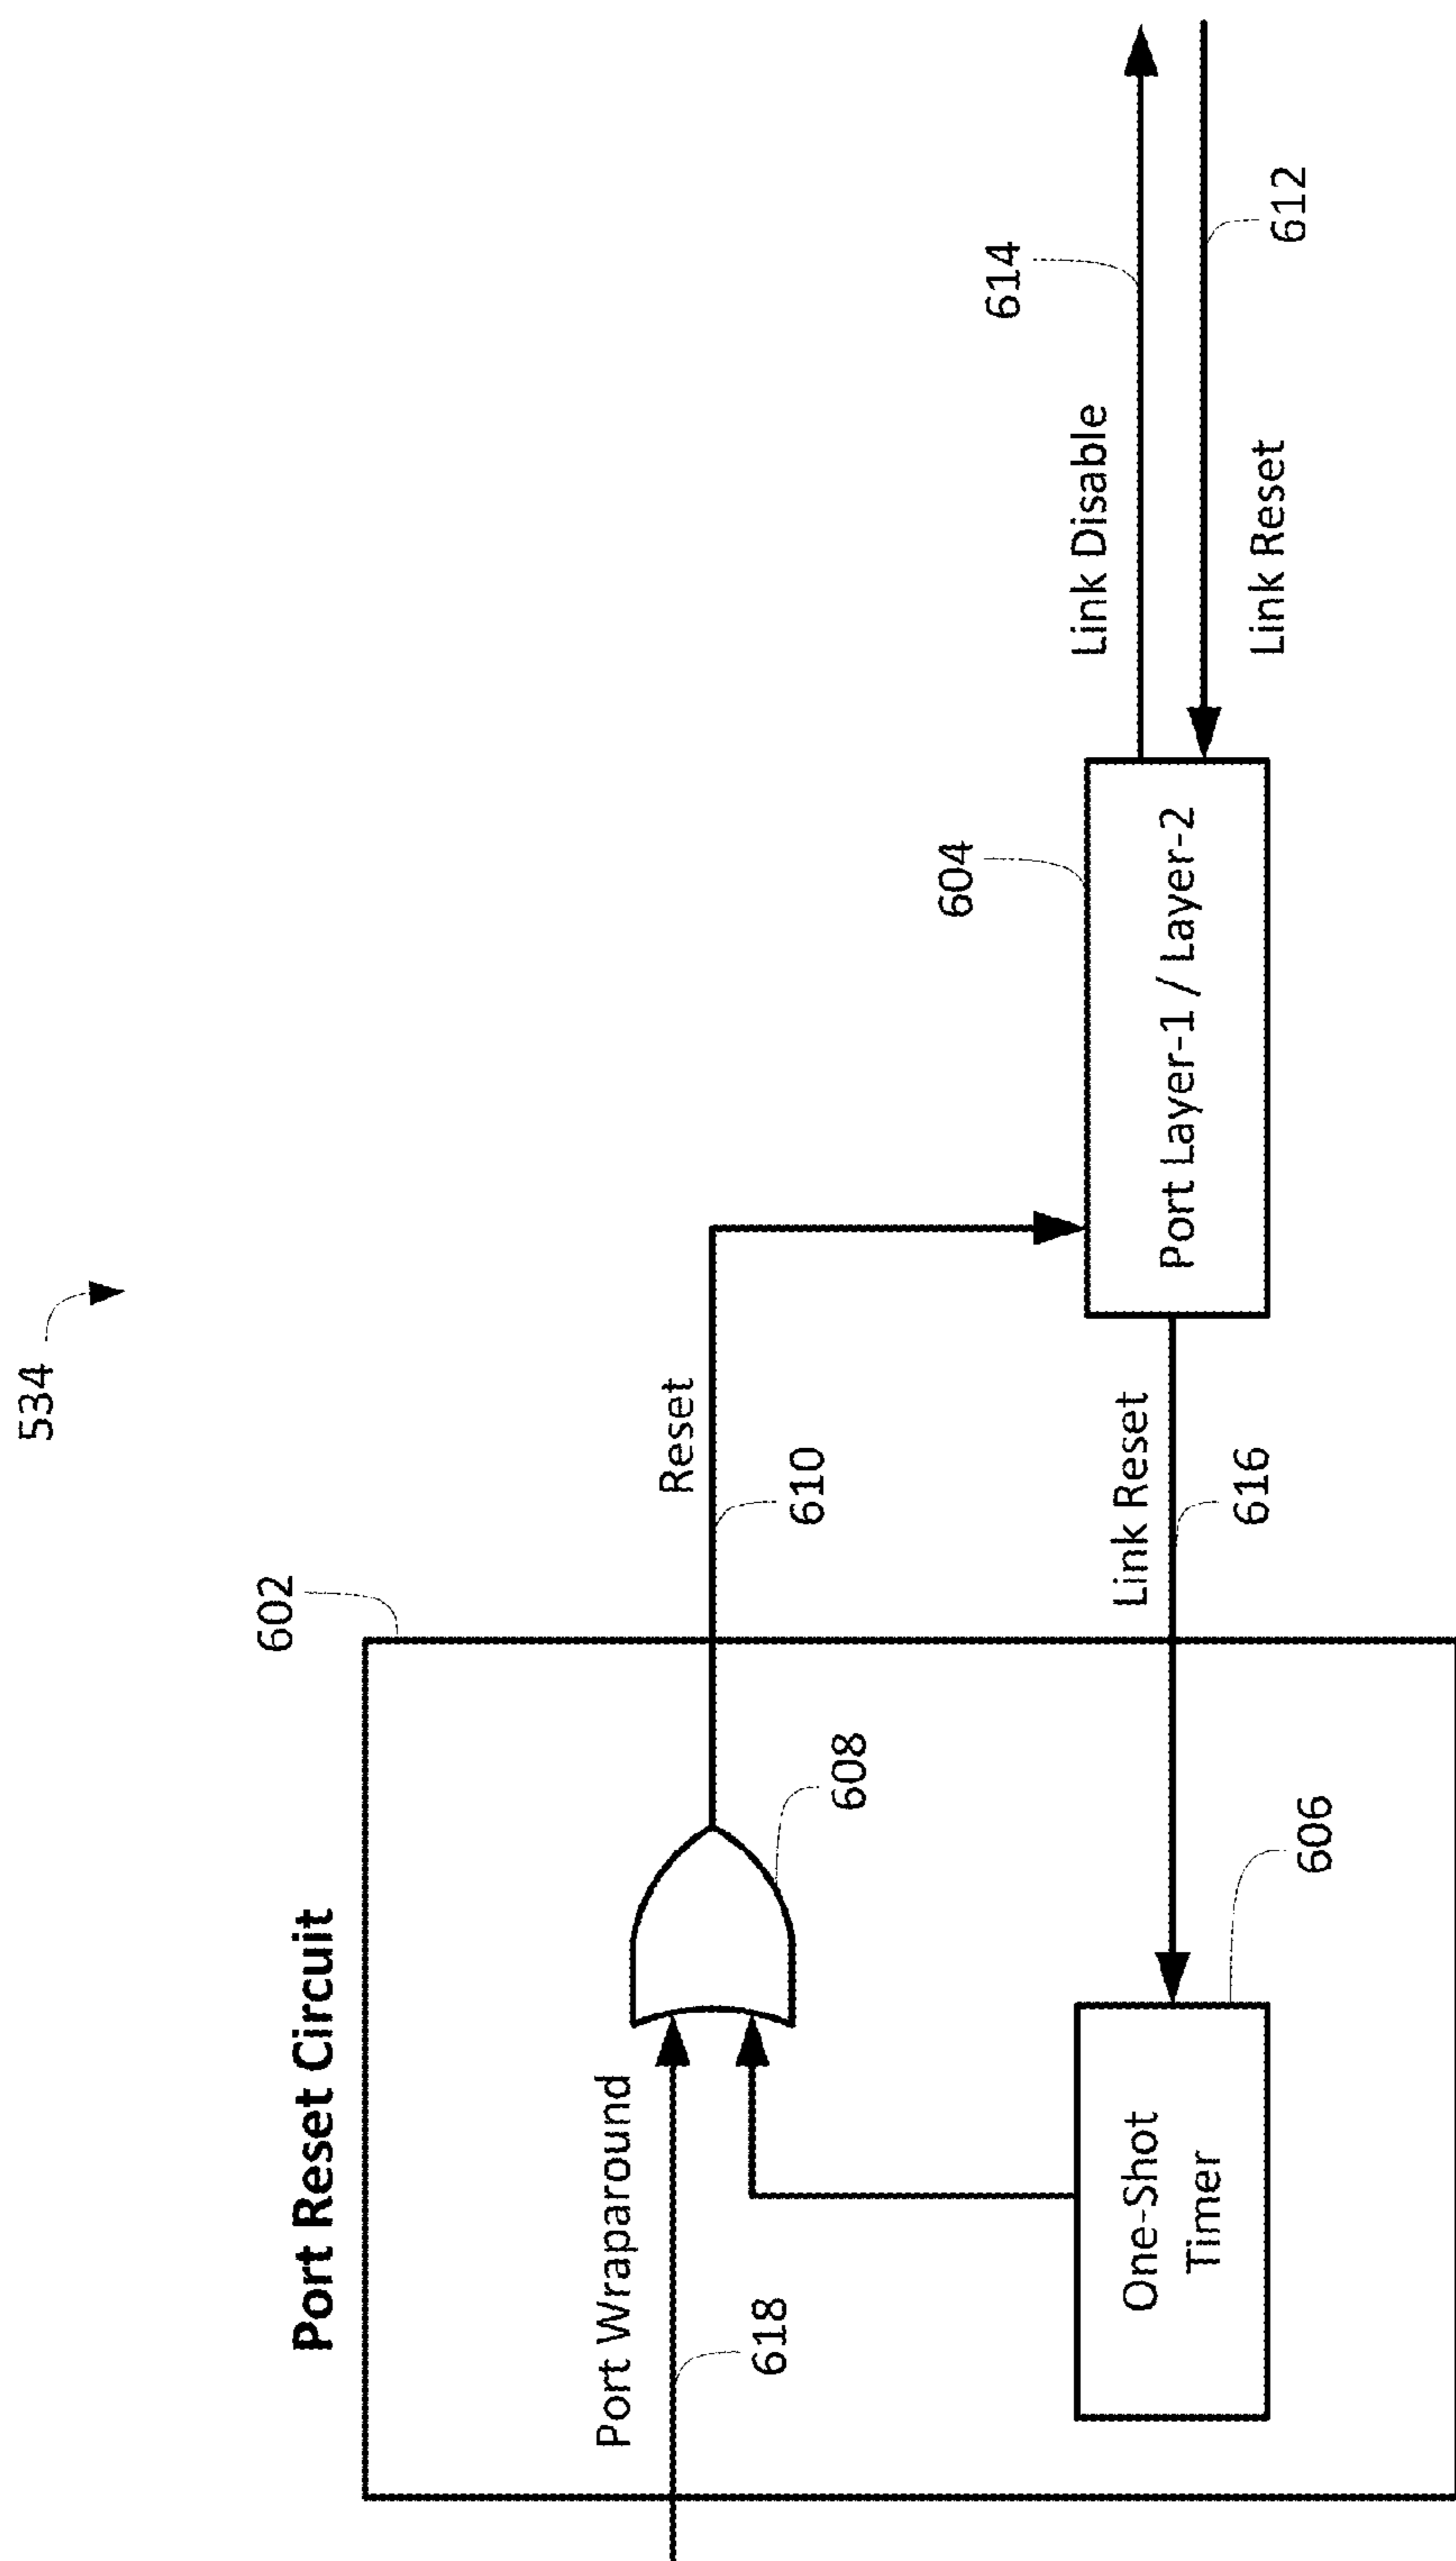 534
Port Reset Circuit
602
Port Wraparound
618
608
Reset
610
One-Shot
Timer
606
Link Reset
616
604
Port Layer-1 / Layer-2
Link Disable
614
Link Reset
612